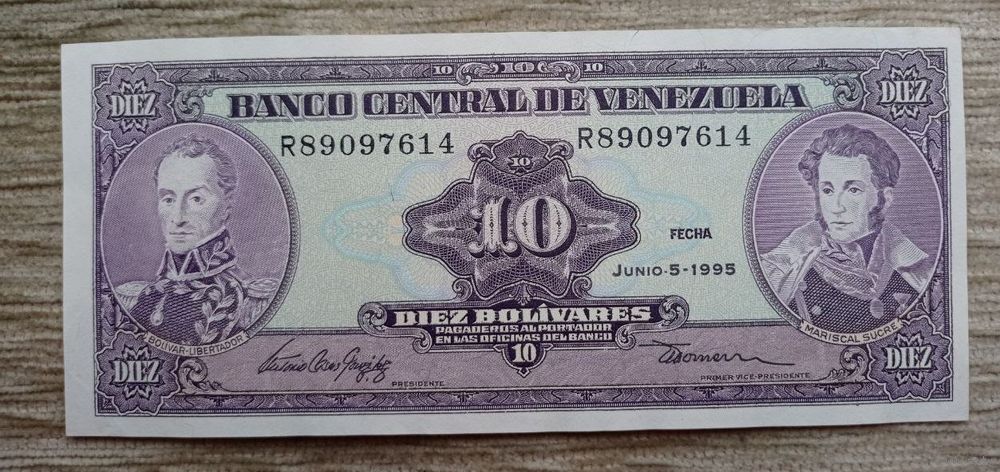 DIEZ
10 10 10
DIEZ
BANCO CENTRAL DE VENEZUELA
R89097614
R89097614
10
10
FECHA
JUNIO-5-1995
BOLIVAR-LIBERTADOR
MARISCAL SUCRE
DIEZ BOLIVARES
PAGADEROS AL PORTADOR
EN LAS OFICINAS DEL BANCO
10
DIEZ
PRESIDENTE
PRIMER VICE-PRESIDENTE
DIEZ